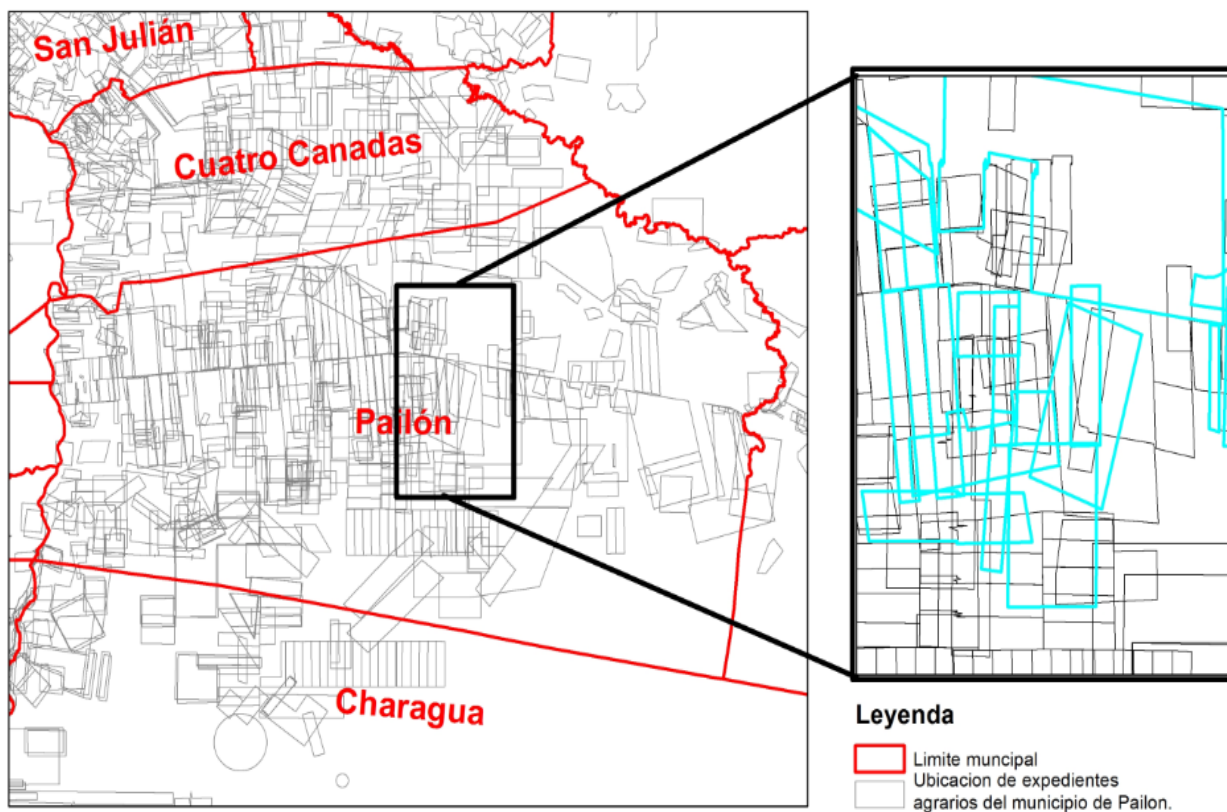 San Julián
Cuatro Canadas
Pailón
Charagua
Leyenda
Limite muncipal
Ubicacion de expedientes
agrarios del municipio de Pailon.